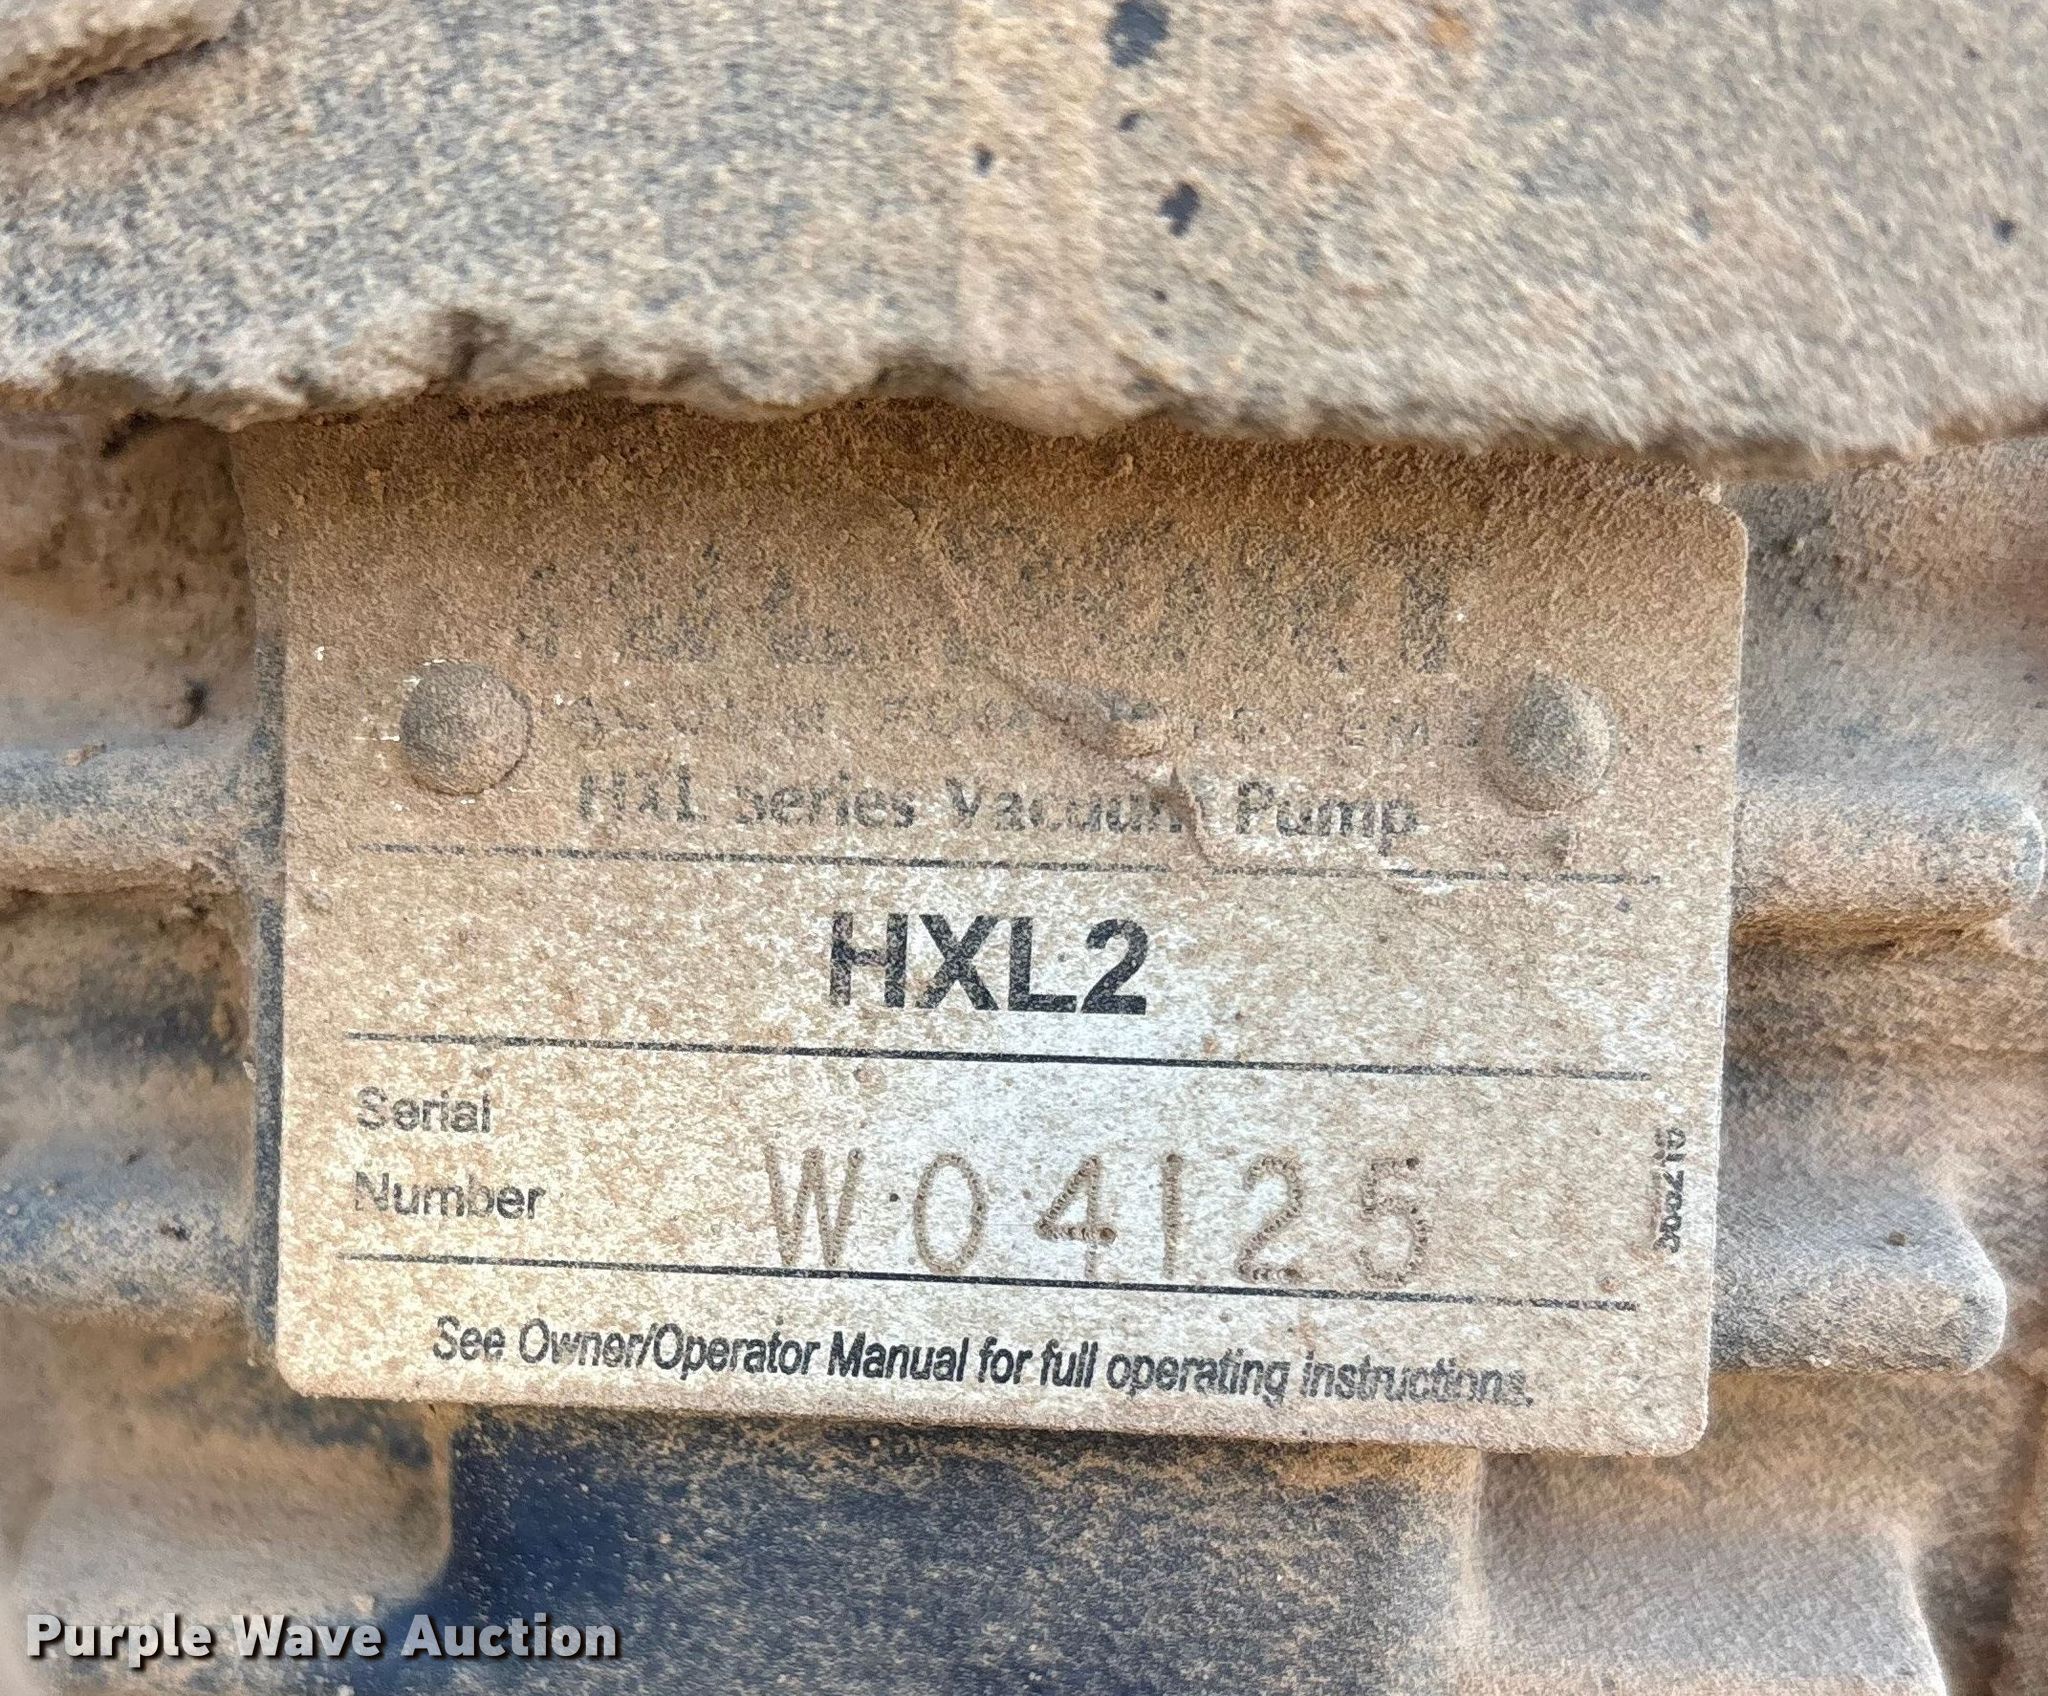 HXL Series Vacuum Pump
HXL2
Serial
Number
W04125
See Owner/Operator Manual for full operating instructions.
Purple Wave Auction